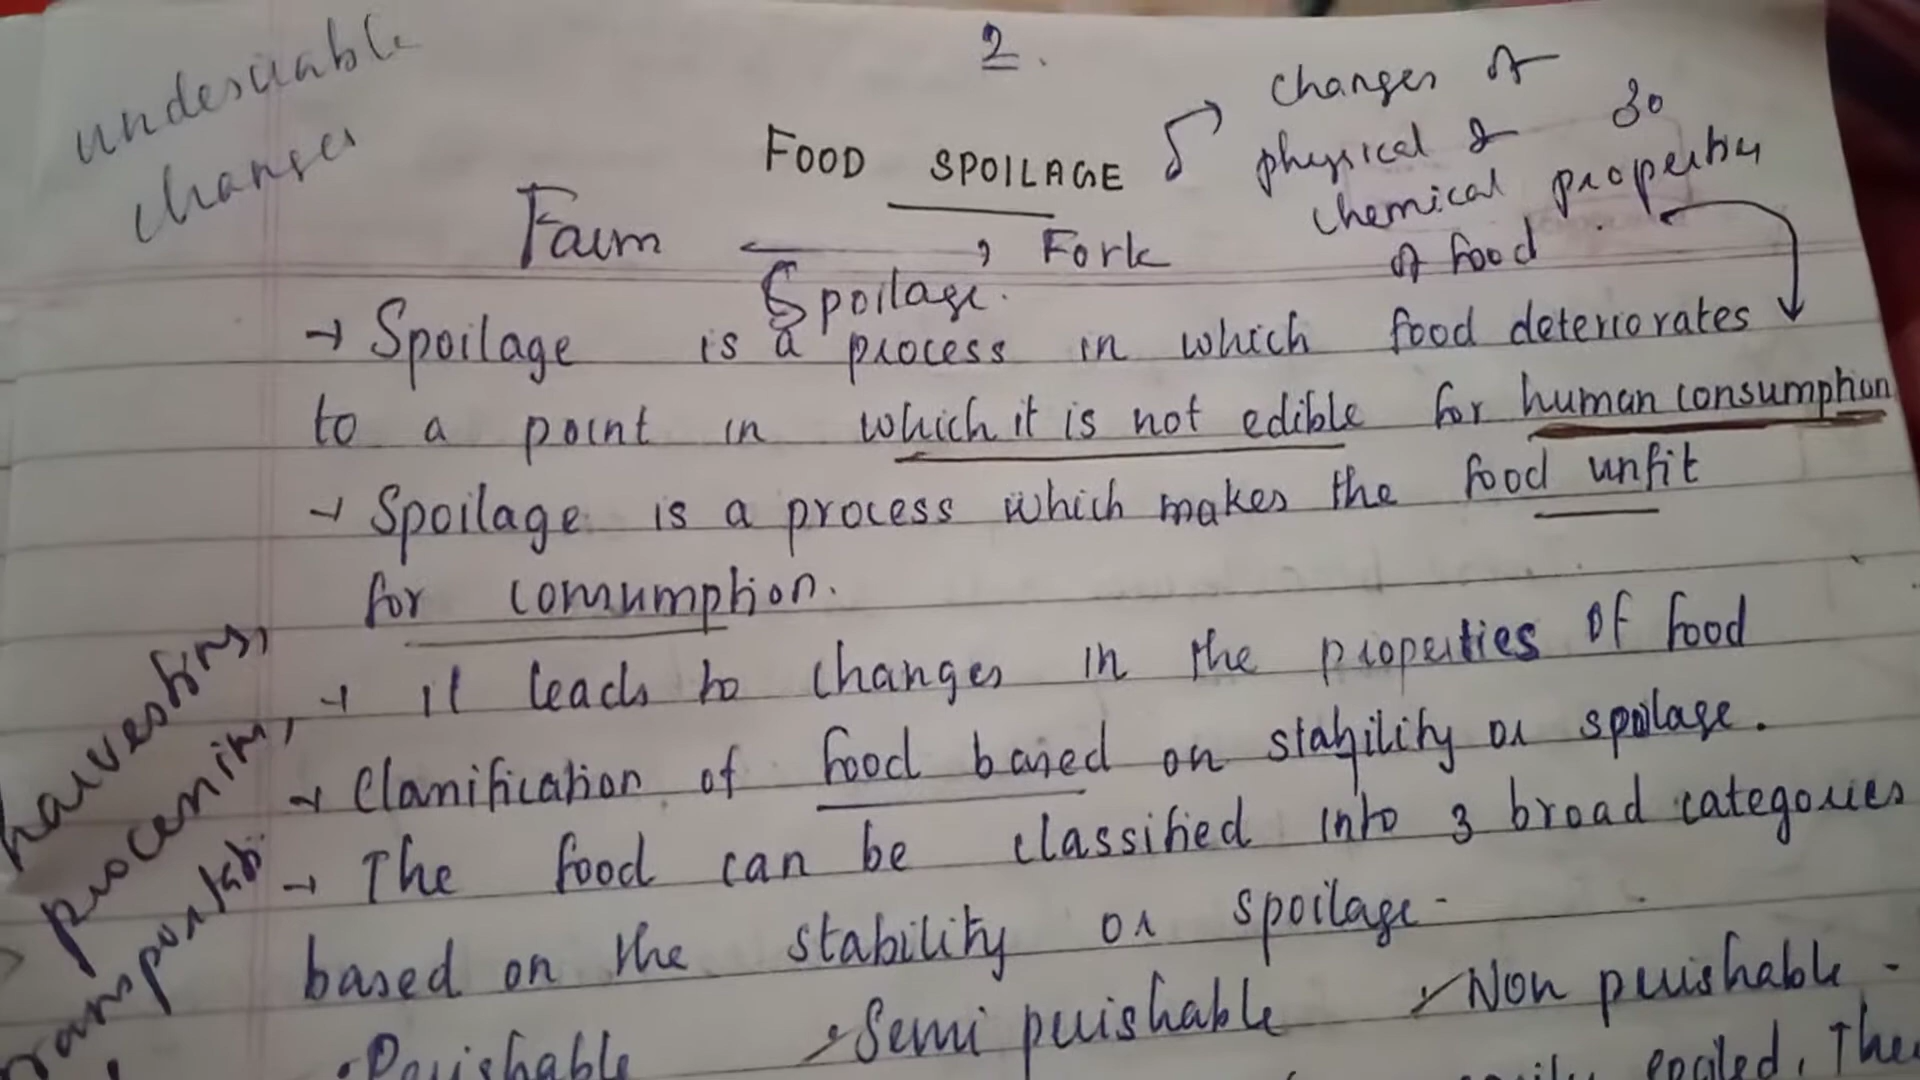 2.
undesirable
changes
FOOD SPOILAGE
changes of
physical & 30
chemical properties
of food
Farm Fork
Spoilage.
→ Spoilage is a process in which food deteriorates
to a point in which it is not edible for human consumption
→ Spoilage is a process which makes the food unfit
for consumption.
→ it leads to changes in the properties of food
→ Classification of food based on stability or spoilage.
→ The food can be classified into 3 broad categories
based on the stability or spoilage-
• Perishable • Semi perishable • Non perishable -
The
harvesting,
processing,